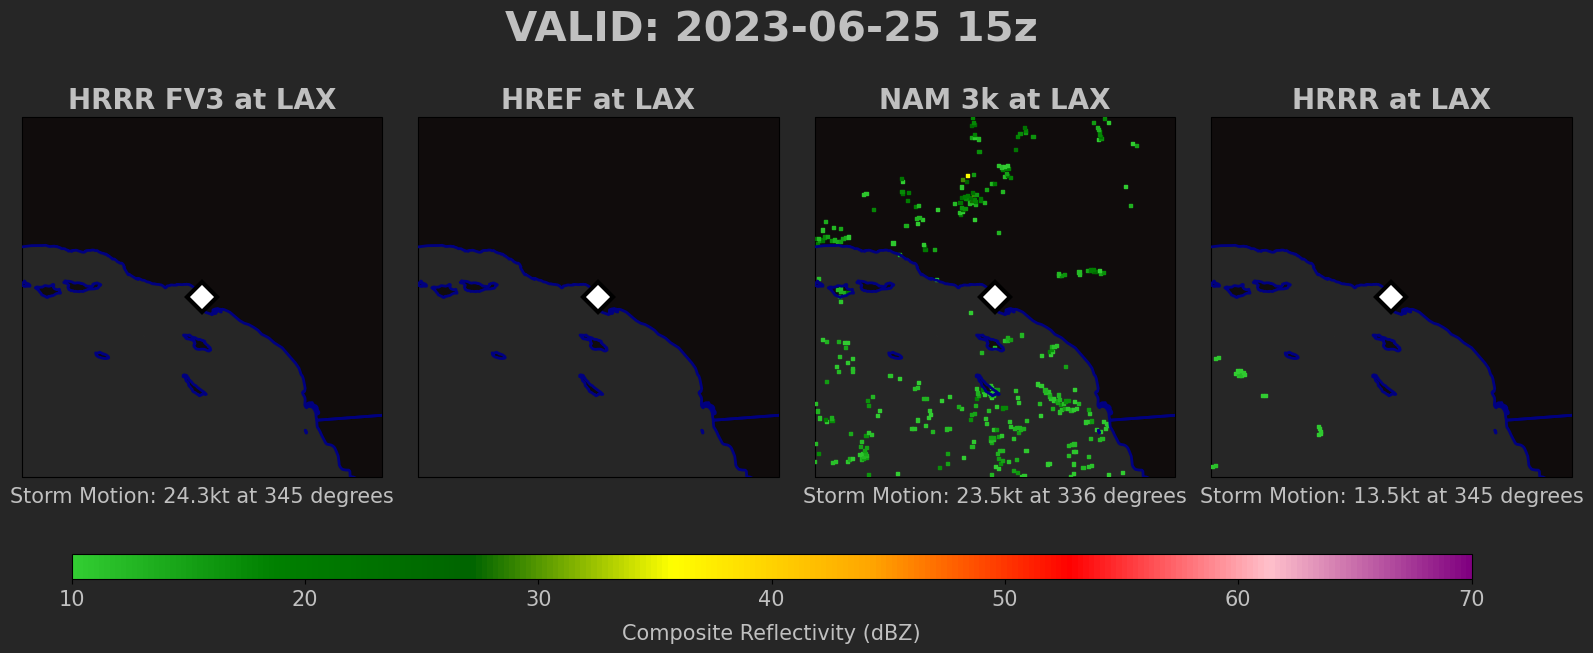 VALID: 2023-06-25 15z
HRRR FV3 at LAX
HREF at LAX
NAM 3k at LAX
HRRR at LAX
Storm Motion: 24.3kt at 345 degrees
Storm Motion: 23.5kt at 336 degrees
Storm Motion: 13.5kt at 345 degrees
10 20 30 40 50 60 70
Composite Reflectivity (dBZ)